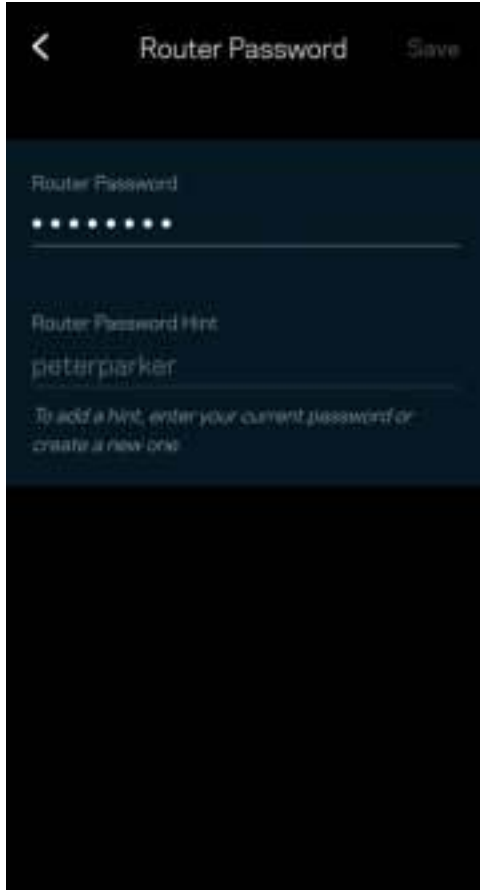 Router Password
Save
Router Password
••••••••
Router Password Hint
peterparker
To add a hint, enter your current password or
create a new one